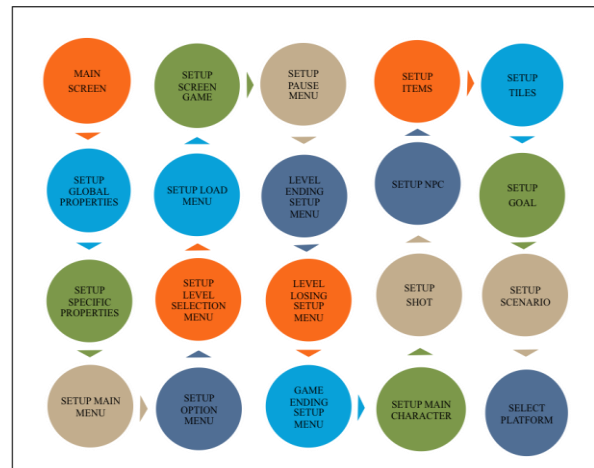 MAIN
SCREEN
SETUP
GLOBAL
PROPERTIES
SETUP
SPECIFIC
PROPERTIES
SETUP MAIN
MENU
SETUP
OPTION
MENU
SETUP
LEVEL
SELECTION
MENU
SETUP LOAD
MENU
SETUP
SCREEN
GAME
SETUP
PAUSE
MENU
LEVEL
ENDING
SETUP
MENU
LEVEL
LOSING
SETUP
MENU
GAME
ENDING
SETUP
MENU
SETUP MAIN
CHARACTER
SETUP
SHOT
SETUP NPC
SETUP
ITEMS
SETUP
TILES
SETUP
GOAL
SETUP
SCENARIO
SELECT
PLATFORM